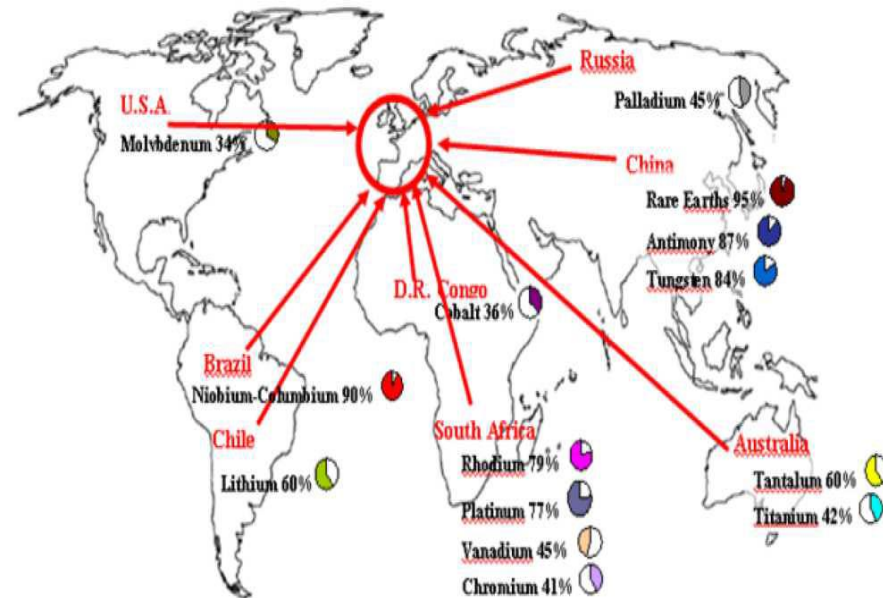 Russia
Palladium 45%
U.S.A.
Molvbdenum 34%
China
Rare Earths 95%
Antimony 87%
Tungsten 84%
D.R. Congo
Cobalt 36%
Brazil
Niobium-Columbium 90%
Chile
Lithium 60%
South Africa
Rhodium 79%
Platinum 77%
Vanadium 45%
Chromium 41%
Australia
Tantalum 60%
Titanium 42%